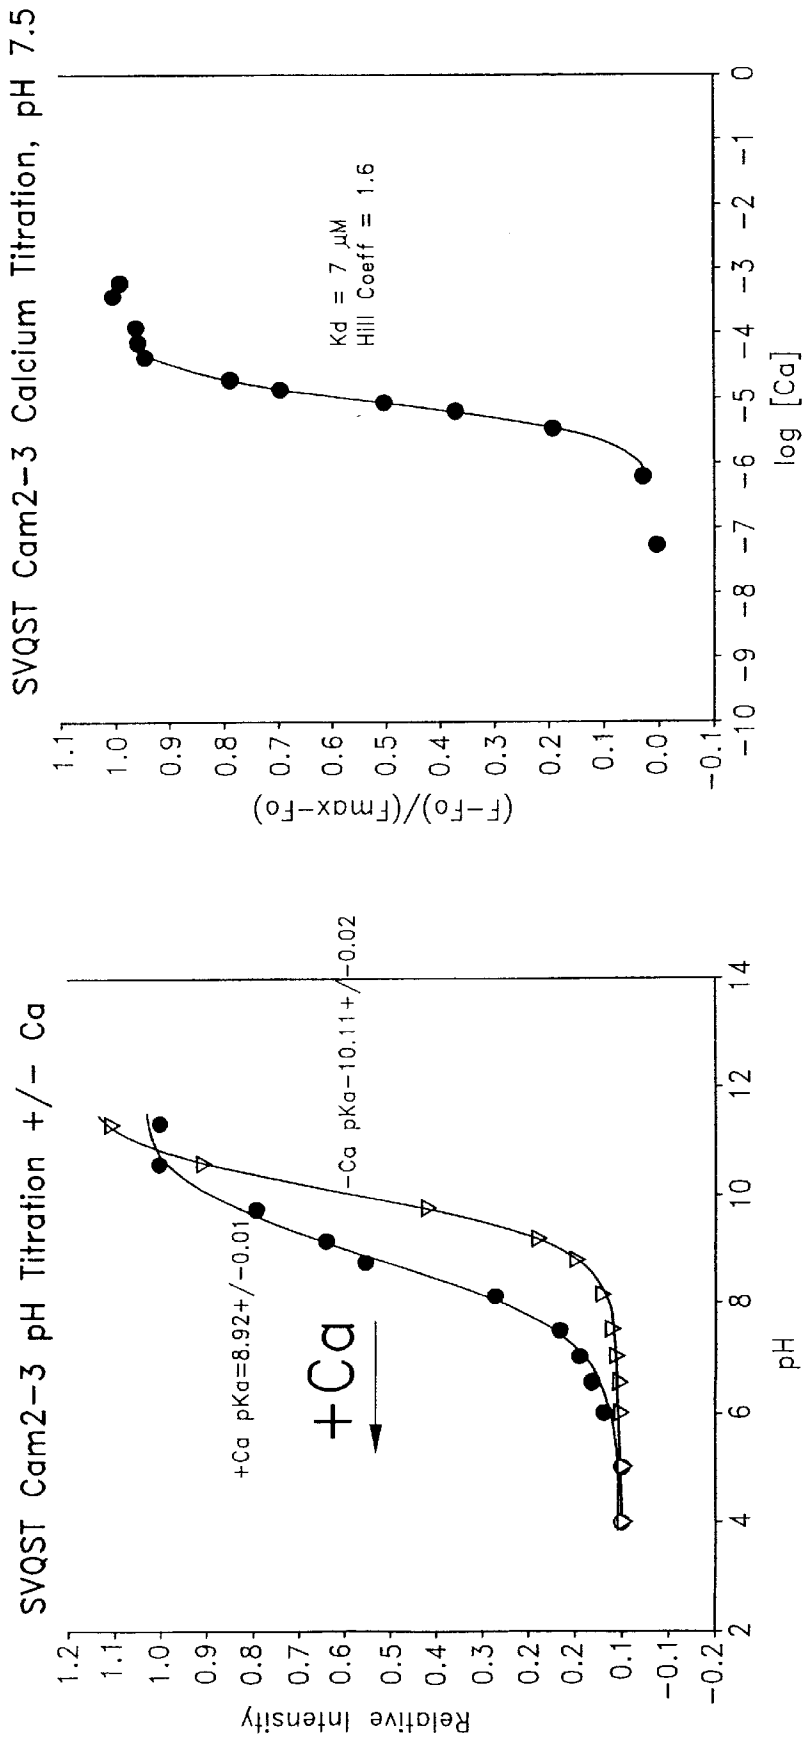 SVQST Cam2-3 pH Titration +/- Ca
1.2
1.1
1.0
0.9
0.8
0.7
0.6
0.5
0.4
0.3
0.2
0.2
0.1
-0.1
-0.2
Relative Intensity
+Ca pKa=8.92+/-0.01
+Ca
-Ca pKa-10.11+/-0.02
2 4 6 8 10 12 14
pH
SVQST Cam2-3 Calcium Titration, pH 7.5
1.1
1.0
0.9
0.8
0.7
0.6
0.5
0.4
0.3
0.2
0.1
0.0
-0.1
(F-Fo)/(Fmax-Fo)
Kd = 7 µM
Hill Coeff = 1.6
-10 -9 -8 -7 -6 -5 -4 -3 -2 -1 0
log [Ca]